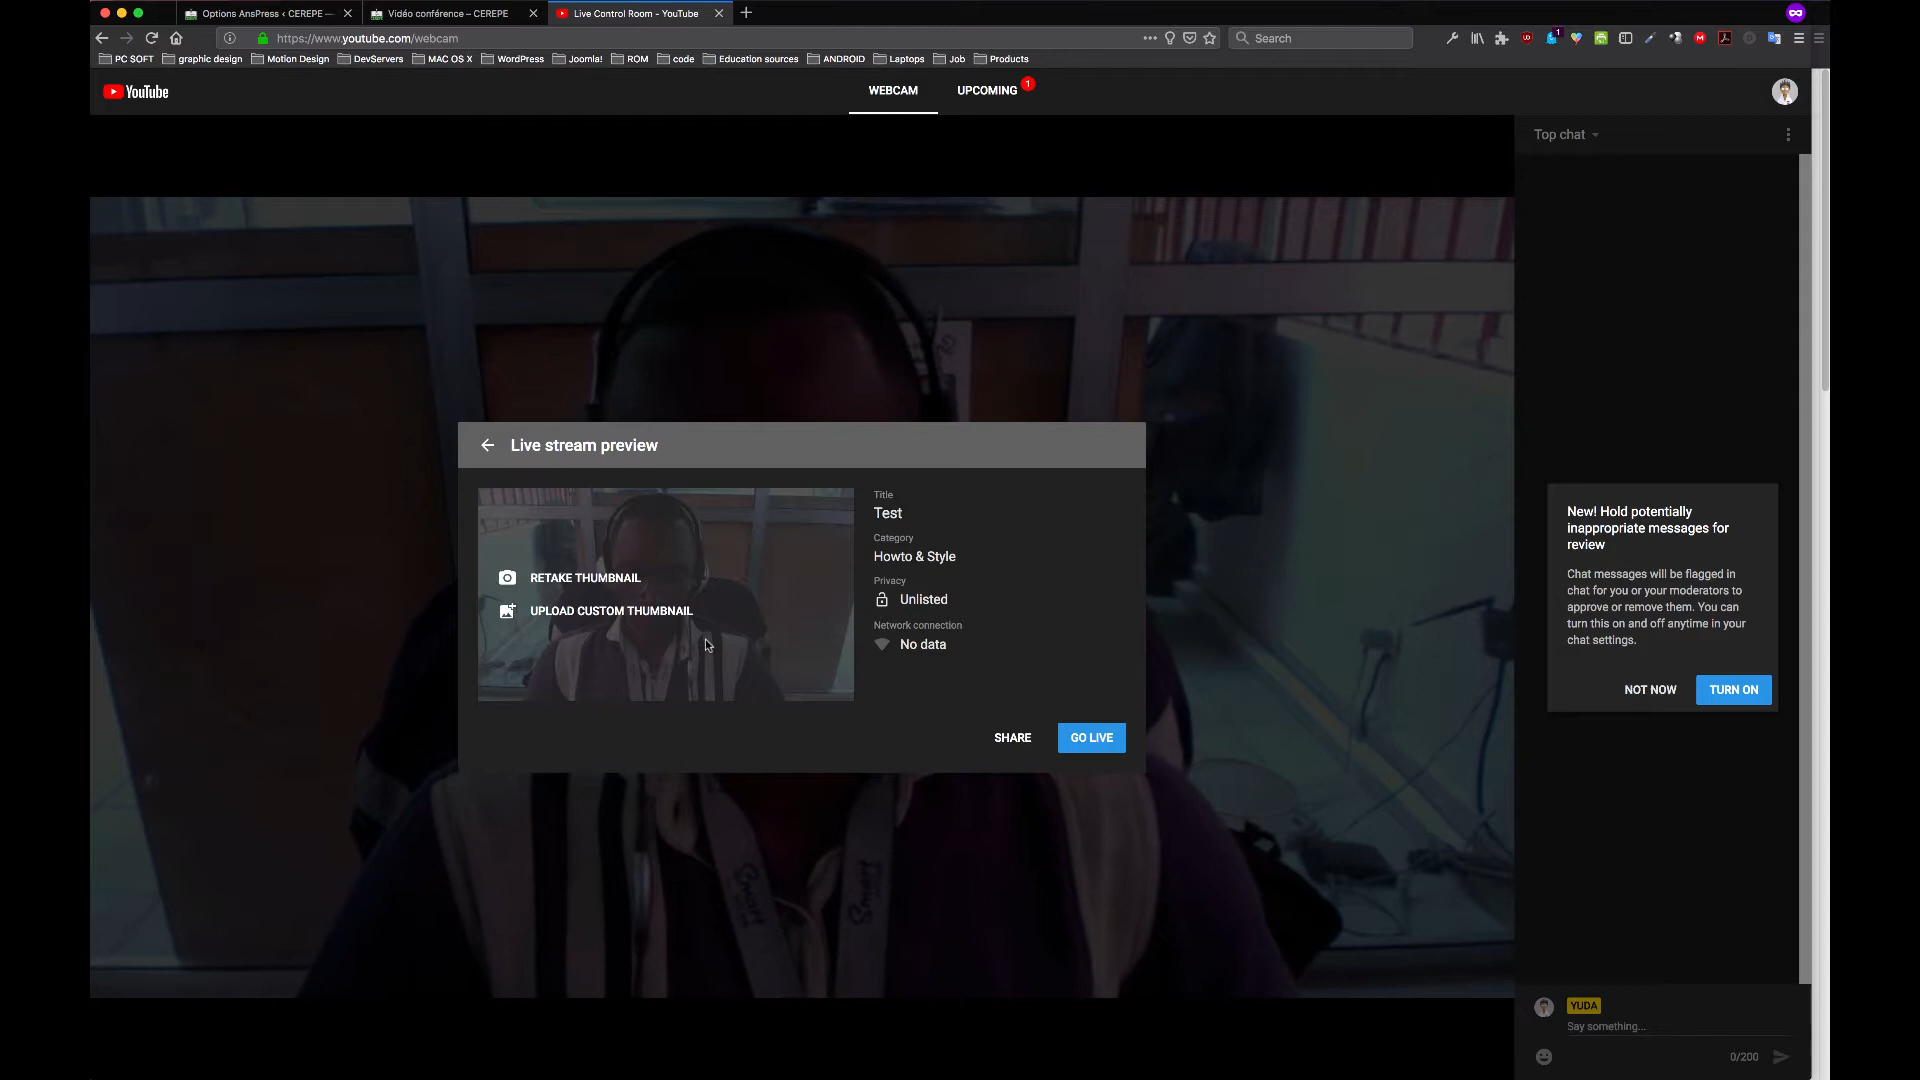 Options AnsPress ‹ CEREPE —
Vidéo conférence – CEREPE
Live Control Room - YouTube
https://www.youtube.com/webcam
Search
1
PC SOFT
graphic design
Motion Design
DevServers
MAC OS X
WordPress
Joomla!
ROM
code
Education sources
ANDROID
Laptops
Job
Products
YouTube
WEBCAM
UPCOMING
1
Top chat
Live stream preview
RETAKE THUMBNAIL
UPLOAD CUSTOM THUMBNAIL
Title
Test
Category
Howto & Style
Privacy
Unlisted
Network connection
No data
SHARE
GO LIVE
New! Hold potentially
inappropriate messages for
review
Chat messages will be flagged in
chat for you or your moderators to
approve or remove them. You can
turn this on and off anytime in your
chat settings.
NOT NOW
TURN ON
Smart
Smart
YUDA
Say something...
0/200